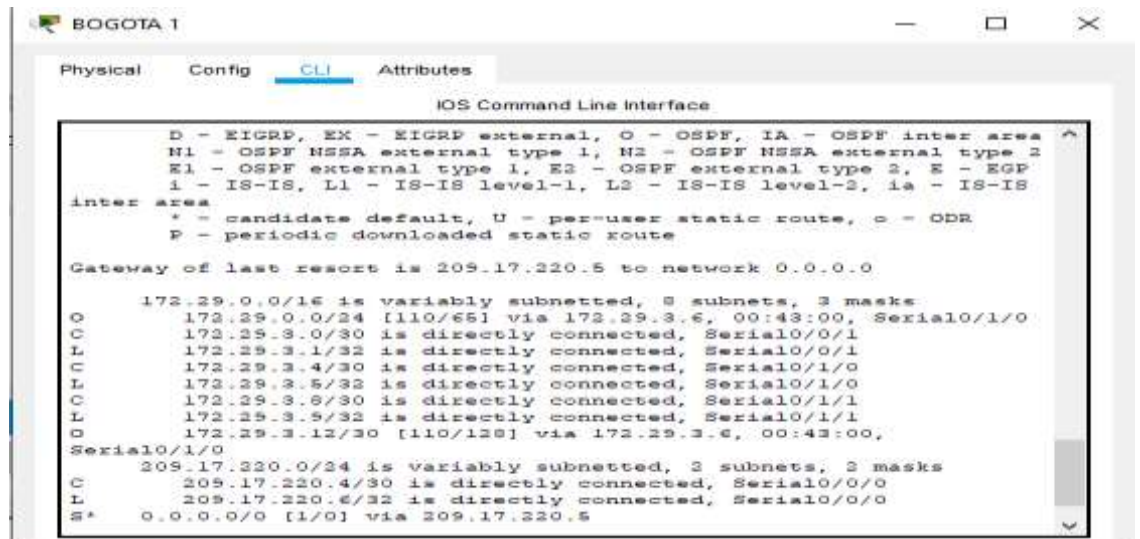 BOGOTA 1
Physical Config CLI Attributes
IOS Command Line Interface
D - EIGRP, EX - EIGRP external, O - OSPF, IA - OSPF inter area
N1 - OSPF NSSA external type 1, N2 - OSPF NSSA external type 2
E1 - OSPF external type 1, E2 - OSPF external type 2, E - EGP
i - IS-IS, L1 - IS-IS level-1, L2 - IS-IS level-2, ia - IS-IS
inter area
* - candidate default, U - per-user static route, o - ODR
P - periodic downloaded static route
Gateway of last resort is 209.17.220.5 to network 0.0.0.0
172.29.0.0/16 is variably subnetted, 8 subnets, 3 masks
O 172.29.0.0/24 [110/65] via 172.29.3.6, 00:43:00, Serial0/1/0
C 172.29.3.0/30 is directly connected, Serial0/0/1
L 172.29.3.1/32 is directly connected, Serial0/0/1
C 172.29.3.4/30 is directly connected, Serial0/1/0
L 172.29.3.5/32 is directly connected, Serial0/1/0
C 172.29.3.8/30 is directly connected, Serial0/1/1
L 172.29.3.9/32 is directly connected, Serial0/1/1
O 172.29.3.12/30 [110/128] via 172.29.3.6, 00:43:00,
Serial0/1/0
209.17.220.0/24 is variably subnetted, 2 subnets, 2 masks
C 209.17.220.4/30 is directly connected, Serial0/0/0
L 209.17.220.6/32 is directly connected, Serial0/0/0
S* 0.0.0.0/0 [1/0] via 209.17.220.5